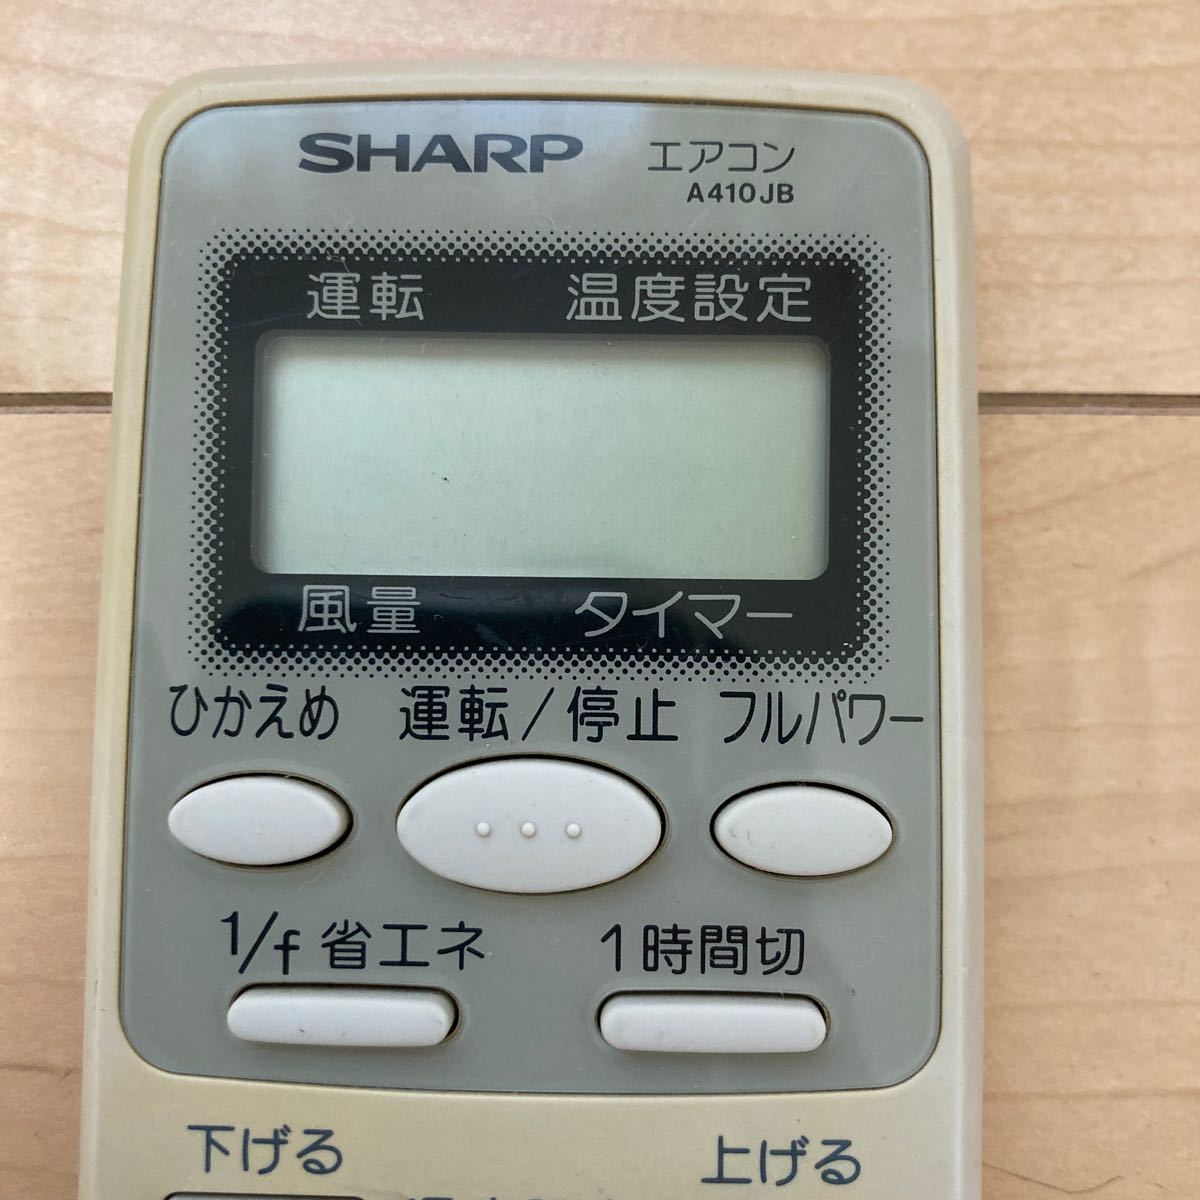 SHARP エアコン
A410JB
運転 温度設定
風量 タイマー
ひかえめ 運転/停止 フルパワー
1/f 省エネ 1時間切
下げる 上げる